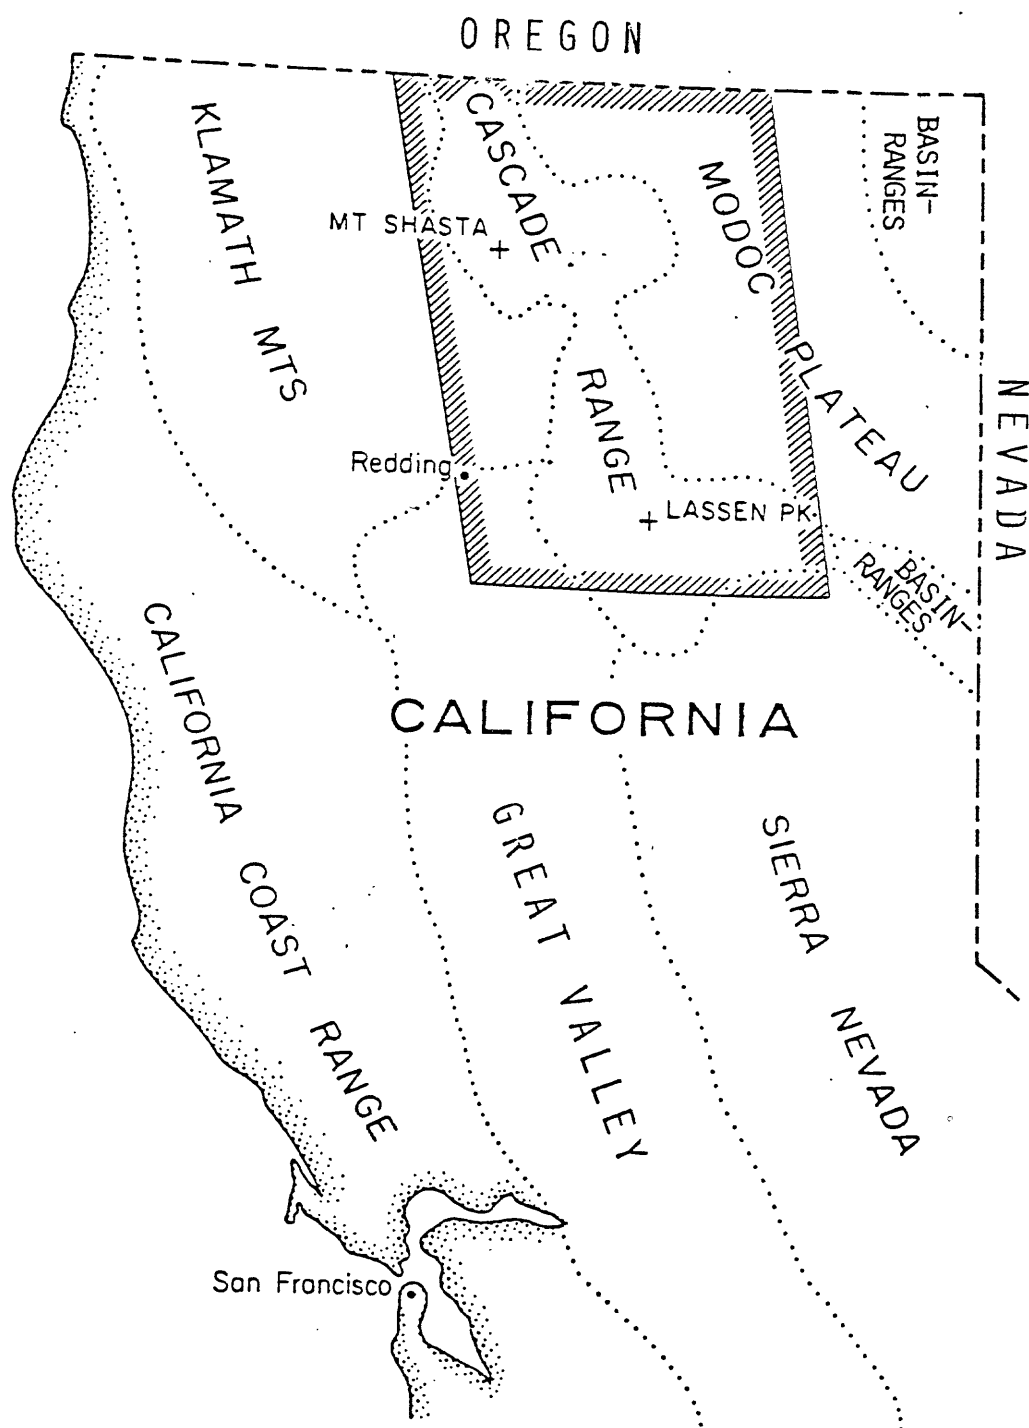 OREGON
KLAMATH MTS
CASCADE RANGE
MODOC PLATEAU
BASIN-
RANGES
MT SHASTA
NEVADA
Redding
LASSEN PK
BASIN-
RANGES
CALIFORNIA COAST RANGE
CALIFORNIA
GREAT VALLEY
SIERRA NEVADA
San Francisco